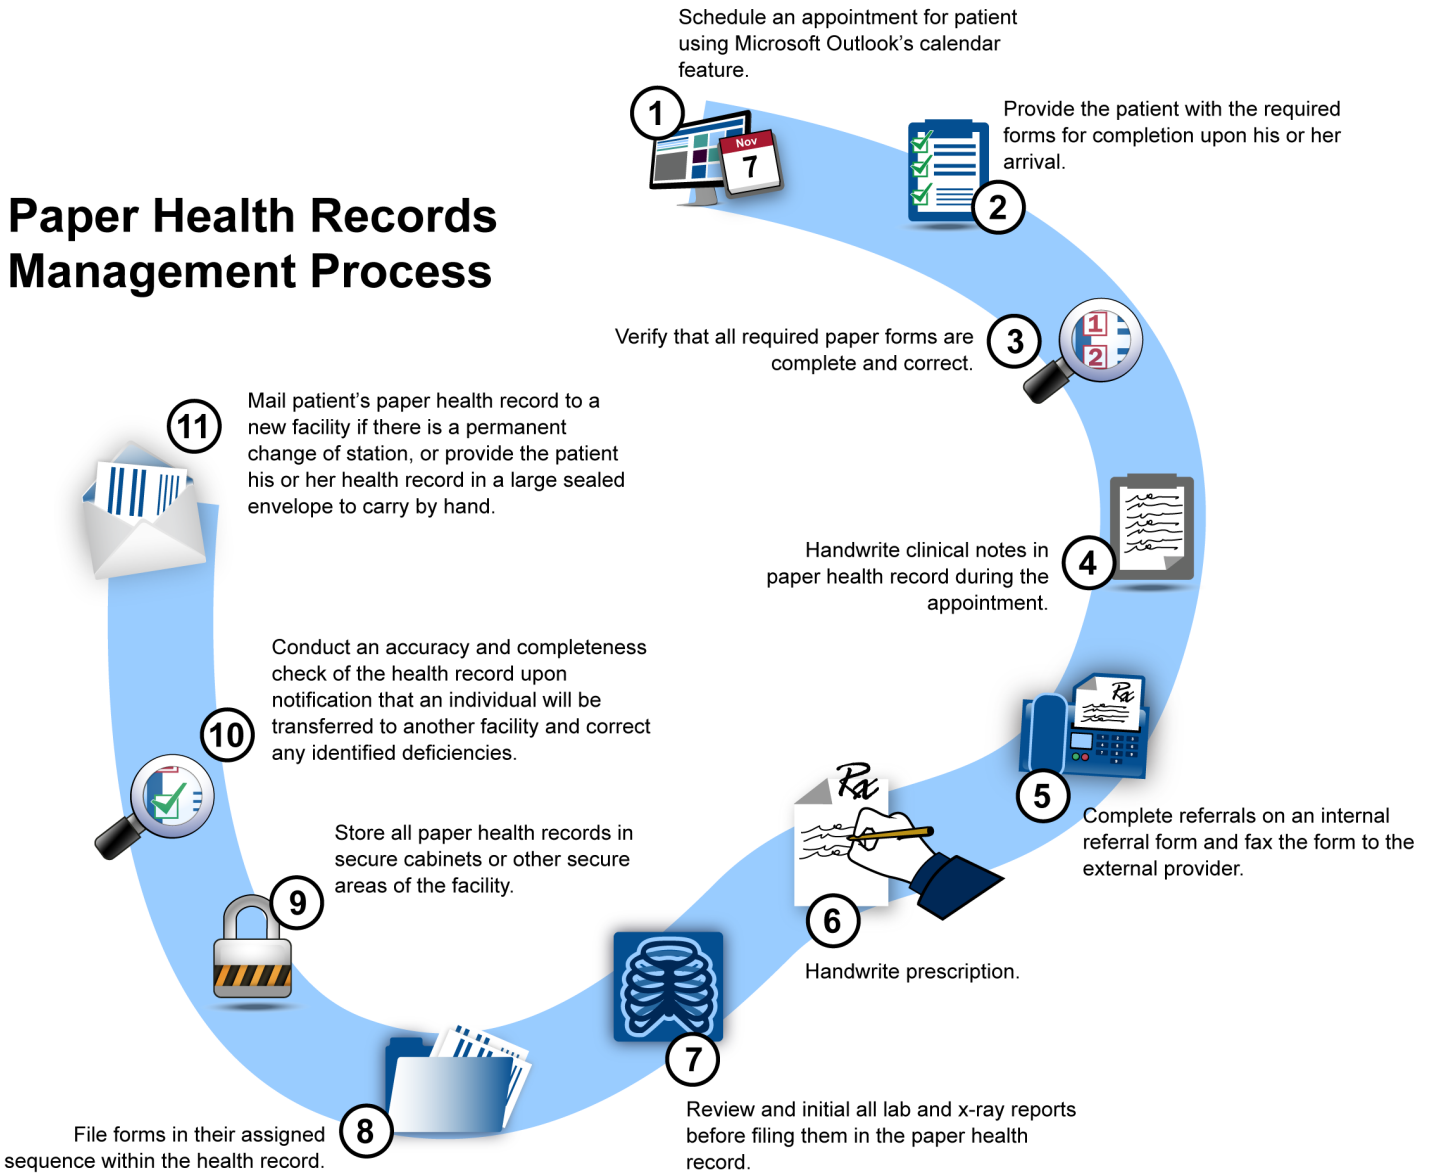 Paper Health Records
Management Process
1
Schedule an appointment for patient
using Microsoft Outlook's calendar
feature.
Nov
7
2
Provide the patient with the required
forms for completion upon his or her
arrival.
3
Verify that all required paper forms are
complete and correct.
1
2
4
Handwrite clinical notes in
paper health record during the
appointment.
5
Rx
Complete referrals on an internal
referral form and fax the form to the
external provider.
6
Rx
Handwrite prescription.
7
Review and initial all lab and x-ray reports
before filing them in the paper health
record.
8
File forms in their assigned
sequence within the health record.
9
Store all paper health records in
secure cabinets or other secure
areas of the facility.
10
Conduct an accuracy and completeness
check of the health record upon
notification that an individual will be
transferred to another facility and correct
any identified deficiencies.
11
Mail patient's paper health record to a
new facility if there is a permanent
change of station, or provide the patient
his or her health record in a large sealed
envelope to carry by hand.